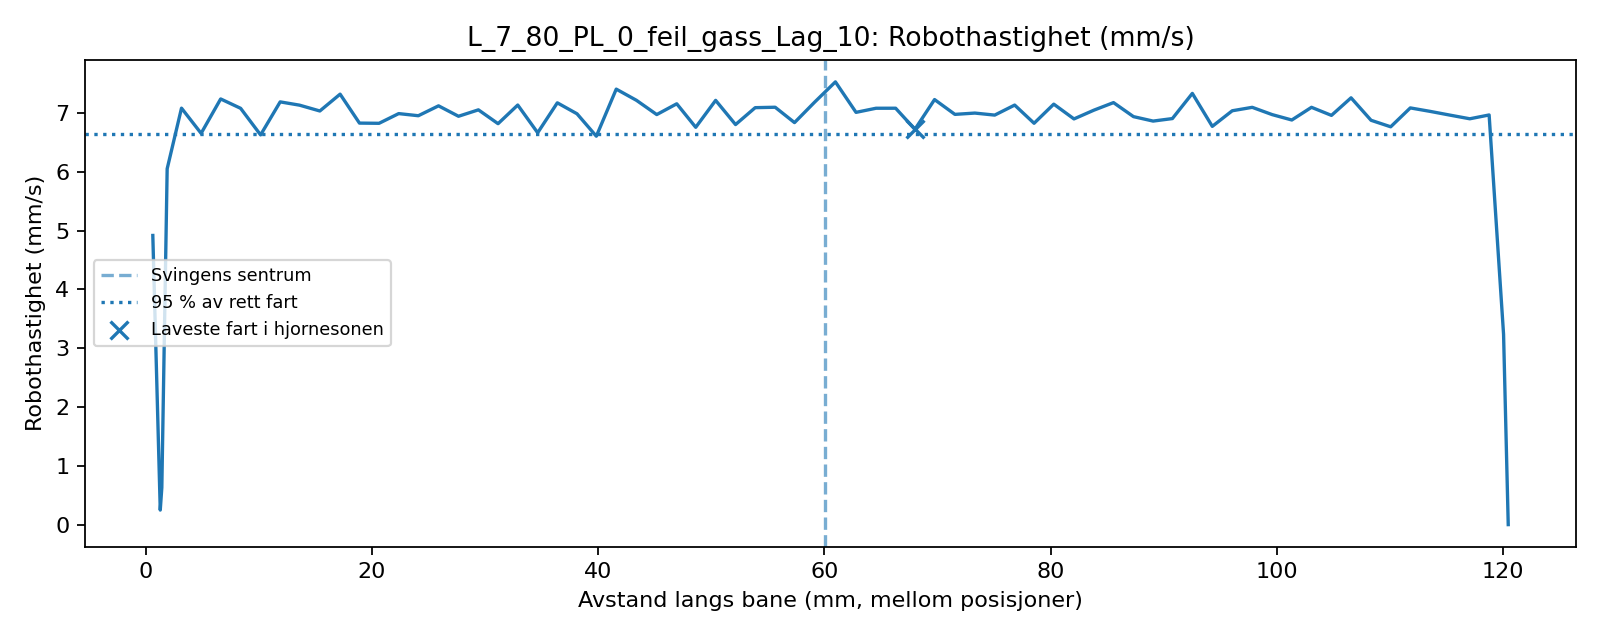 L_7_80_PL_0_feil_gass_Lag_10: Robothastighet (mm/s)
Robothastighet (mm/s)
7
6
5
4
3
2
1
0
Svingens sentrum
95 % av rett fart
Laveste fart i hjornesonen
0 20 40 60 80 100 120
Avstand langs bane (mm, mellom posisjoner)